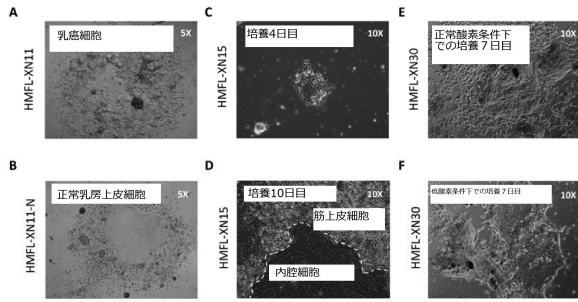 A
HMFL-XN11
乳癌細胞
5X
C
HMFL-XN15
培養4日目
10X
E
HMFL-XN30
正常酸素条件下
での培養７日目
10X
B
HMFL-XN11-N
正常乳房上皮細胞
5X
D
HMFL-XN15
培養10日目
10X
筋上皮細胞
内腔細胞
F
HMFL-XN30
低酸素条件下での培養７日目
10X